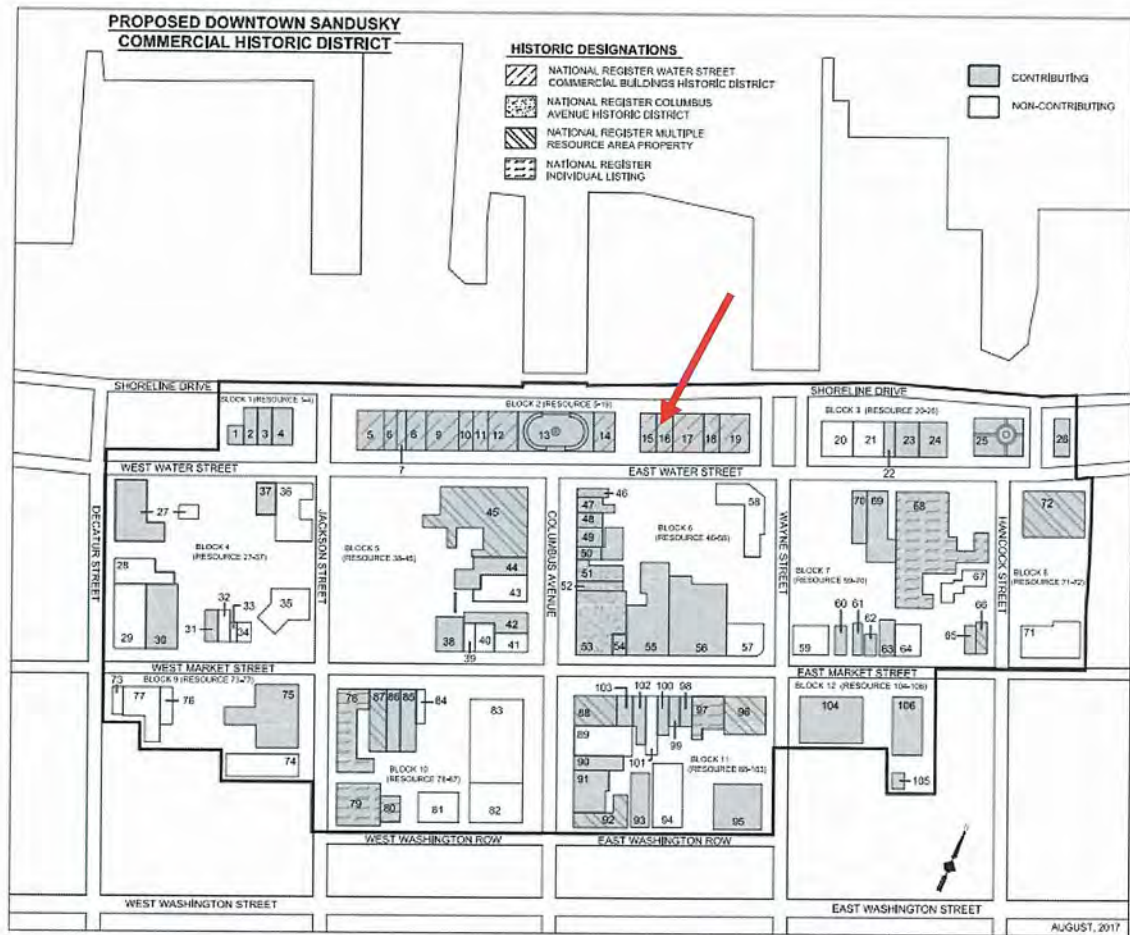 PROPOSED DOWNTOWN SANDUSKY
COMMERCIAL HISTORIC DISTRICT
HISTORIC DESIGNATIONS
NATIONAL REGISTER WATER STREET
COMMERCIAL BUILDINGS HISTORIC DISTRICT
NATIONAL REGISTER COLUMBUS
AVENUE HISTORIC DISTRICT
NATIONAL REGISTER MULTIPLE
RESOURCE AREA PROPERTY
NATIONAL REGISTER
INDIVIDUAL LISTING
CONTRIBUTING
NON-CONTRIBUTING
SHORELINE DRIVE
SHORELINE DRIVE
BLOCK 1 (RESOURCE 1-4)
1 2 3 4
BLOCK 2 (RESOURCE 5-19)
5 6 8 9 10 11 12 13 14 15 16 17 18 19
7
BLOCK 3 (RESOURCE 20-26)
20 21 23 24 25 26
22
WEST WATER STREET
EAST WATER STREET
DECATUR STREET
JACKSON STREET
COLUMBUS AVENUE
WAYNE STREET
HANCOCK STREET
27
37 36
BLOCK 4
(RESOURCE 27-37)
28
29 30
31 32 33 34 35
45
BLOCK 5
(RESOURCE 38-45)
44
43
42
38 39 40 41
46
47
48
49
50
51
52
53 54 55 56 57
58
BLOCK 6
(RESOURCE 46-58)
70 69 68
BLOCK 7
(RESOURCE 59-70)
67
66
65
59 60 61 62 63 64
72
BLOCK 8
(RESOURCE 71-72)
71
WEST MARKET STREET
EAST MARKET STREET
BLOCK 9 (RESOURCE 73-77)
73 77 76 75
74
78 87 86 85 84 83
BLOCK 10
(RESOURCE 78-87)
79 80 81 82
103 102 100 98
88 97 96
99
89
101
BLOCK 11
(RESOURCE 88-103)
90
91
92 93 94 95
BLOCK 12 (RESOURCE 104-106)
104 106
105
WEST WASHINGTON ROW
EAST WASHINGTON ROW
WEST WASHINGTON STREET
EAST WASHINGTON STREET
AUGUST, 2017